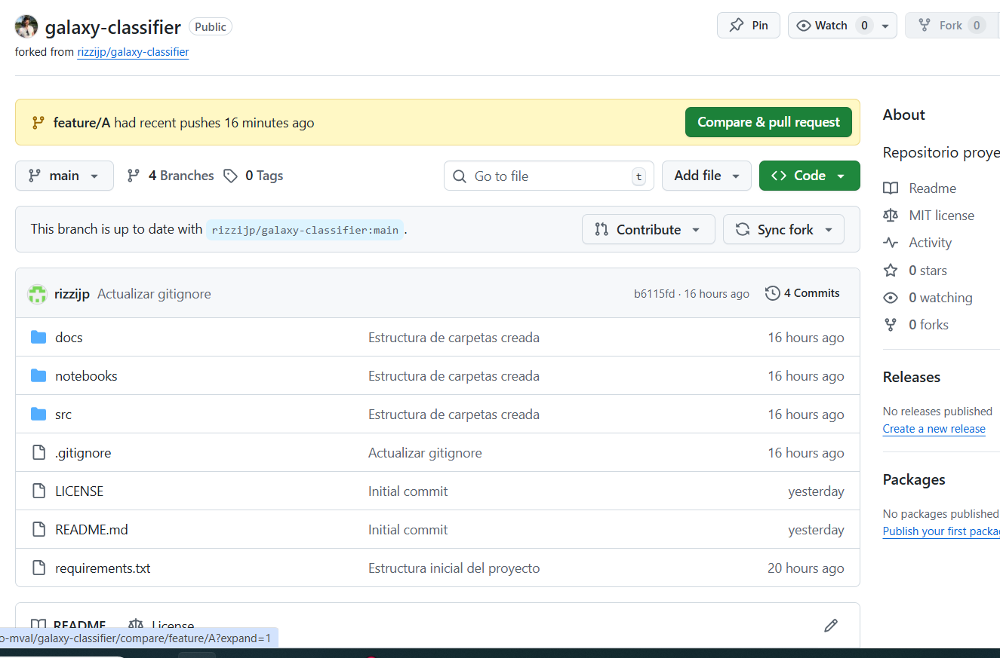 galaxy-classifier Public Pin Watch 0 Fork 0
forked from rizzijp/galaxy-classifier
feature/A had recent pushes 16 minutes ago Compare & pull request
main 4 Branches 0 Tags Go to file t Add file Code
This branch is up to date with rizzijp/galaxy-classifier:main. Contribute Sync fork
rizzijp Actualizar gitignore b6115fd · 16 hours ago 4 Commits
docs Estructura de carpetas creada 16 hours ago
notebooks Estructura de carpetas creada 16 hours ago
src Estructura de carpetas creada 16 hours ago
.gitignore Actualizar gitignore 16 hours ago
LICENSE Initial commit yesterday
README.md Initial commit yesterday
requirements.txt Estructura inicial del proyecto 20 hours ago
README License
o-mval/galaxy-classifier/compare/feature/A?expand=1
About
Repositorio proye
Readme
MIT license
Activity
0 stars
0 watching
0 forks
Releases
No releases published
Create a new release
Packages
No packages published
Publish your first packa